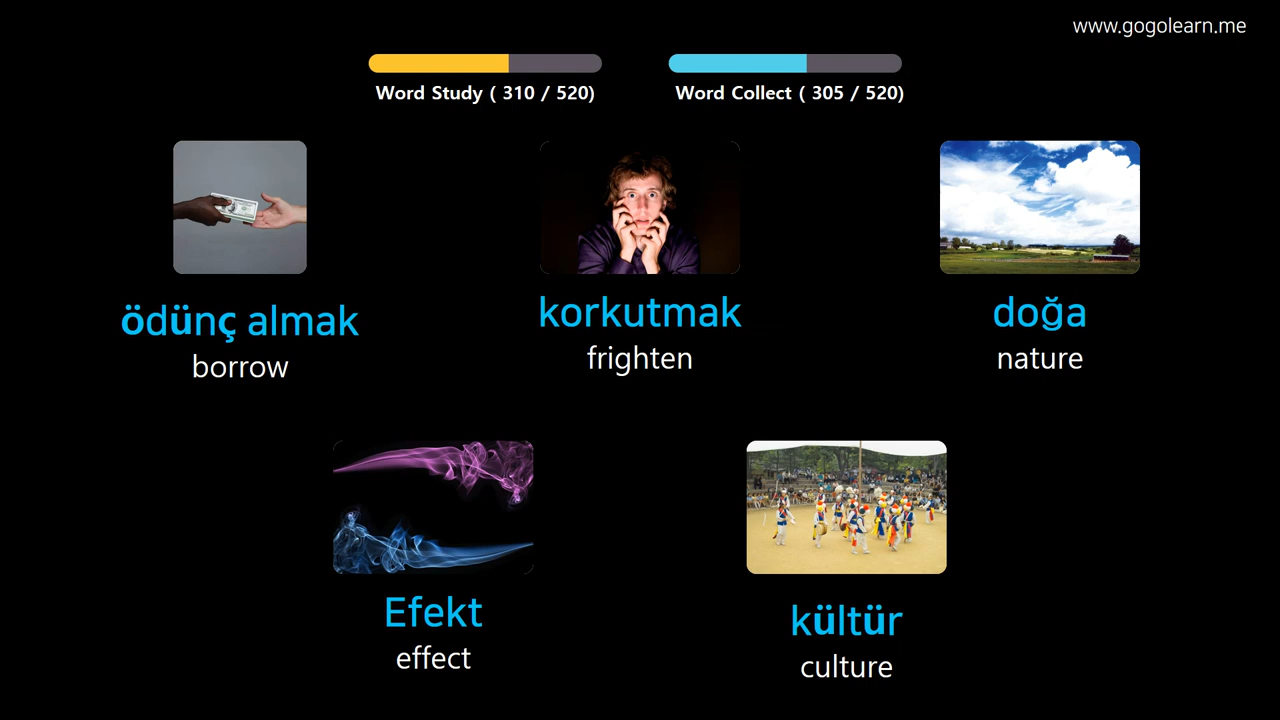 www.gogolearn.me
Word Study ( 310 / 520)
Word Collect ( 305 / 520)
ödünç almak
borrow
korkutmak
frighten
doğa
nature
Efekt
effect
kültür
culture